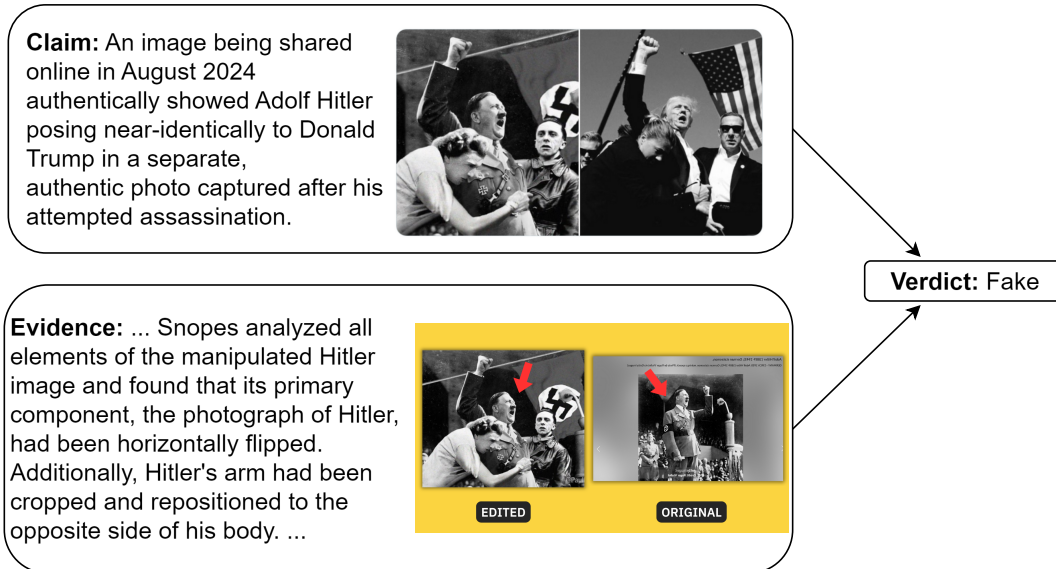 Claim: An image being shared
online in August 2024
authentically showed Adolf Hitler
posing near-identically to Donald
Trump in a separate,
authentic photo captured after his
attempted assassination.
Verdict: Fake
Evidence: ... Snopes analyzed all
elements of the manipulated Hitler
image and found that its primary
component, the photograph of Hitler,
had been horizontally flipped.
Additionally, Hitler's arm had been
cropped and repositioned to the
opposite side of his body. ...
EDITED
ORIGINAL